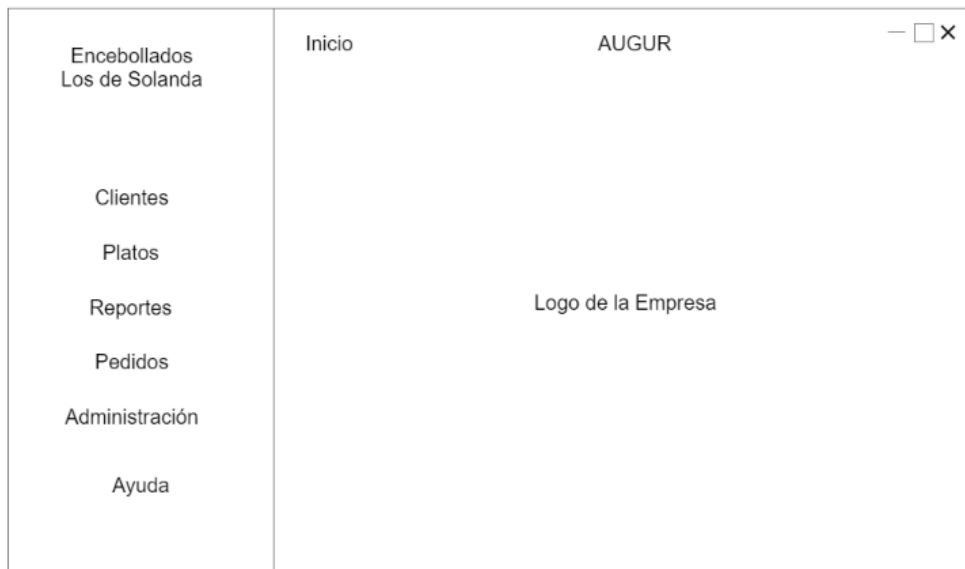 Encebollados
Los de Solanda
Clientes
Platos
Reportes
Pedidos
Administración
Ayuda
Inicio
AUGUR
Logo de la Empresa